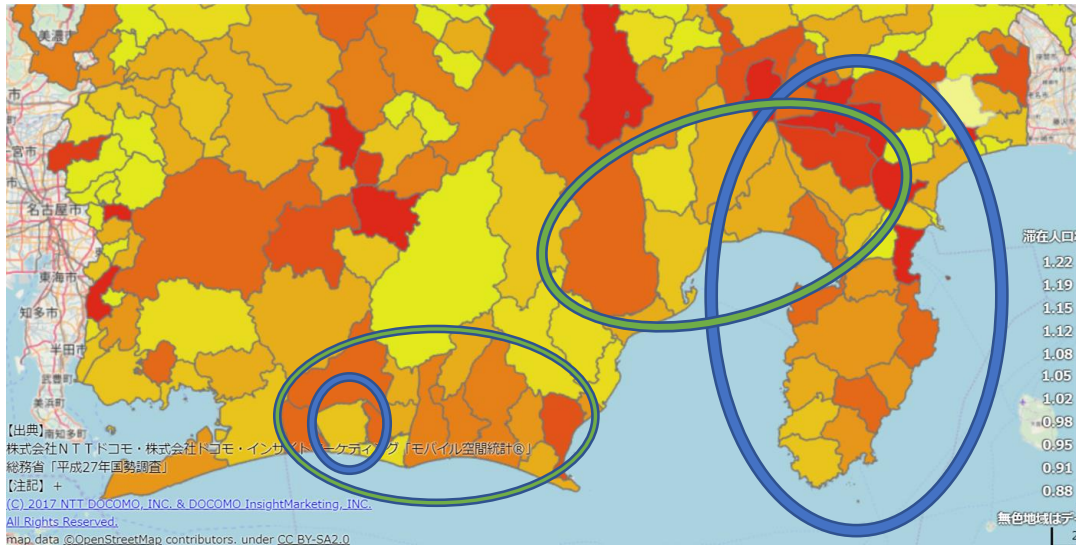 美濃市
一宮市
名古屋市
東海市
知多市
半田市
武豊町
美浜町
南知多町
滞在人口
1.22
1.19
1.15
1.12
1.08
1.05
1.02
0.98
0.95
0.91
0.88
無色地域はデ
【出典】
株式会社NTTドコモ・株式会社ドコモ・インサイトマーケティング「モバイル空間統計®」
総務省「平成27年国勢調査」
【注記】 +
(C) 2017 NTT DOCOMO, INC. & DOCOMO InsightMarketing, INC.
All Rights Reserved.
map data ©OpenStreetMap contributors. under CC BY-SA2.0